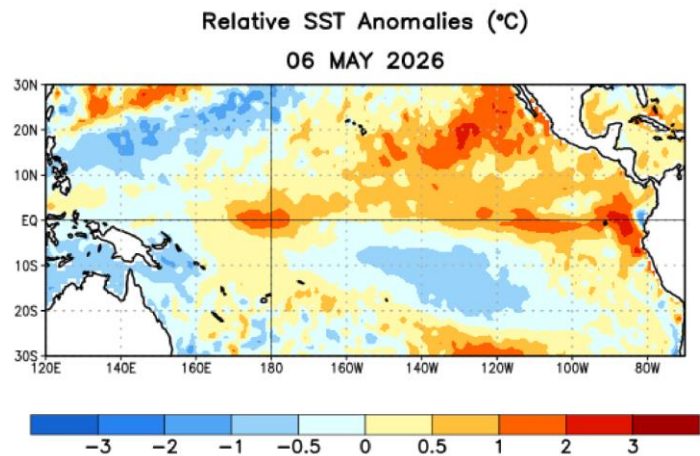 Relative SST Anomalies (°C)
06 MAY 2026
30N
20N
10N
EQ
10S
20S
30S
120E 140E 160E 180 160W 140W 120W 100W 80W
-3 -2 -1 -0.5 0 0.5 1 2 3